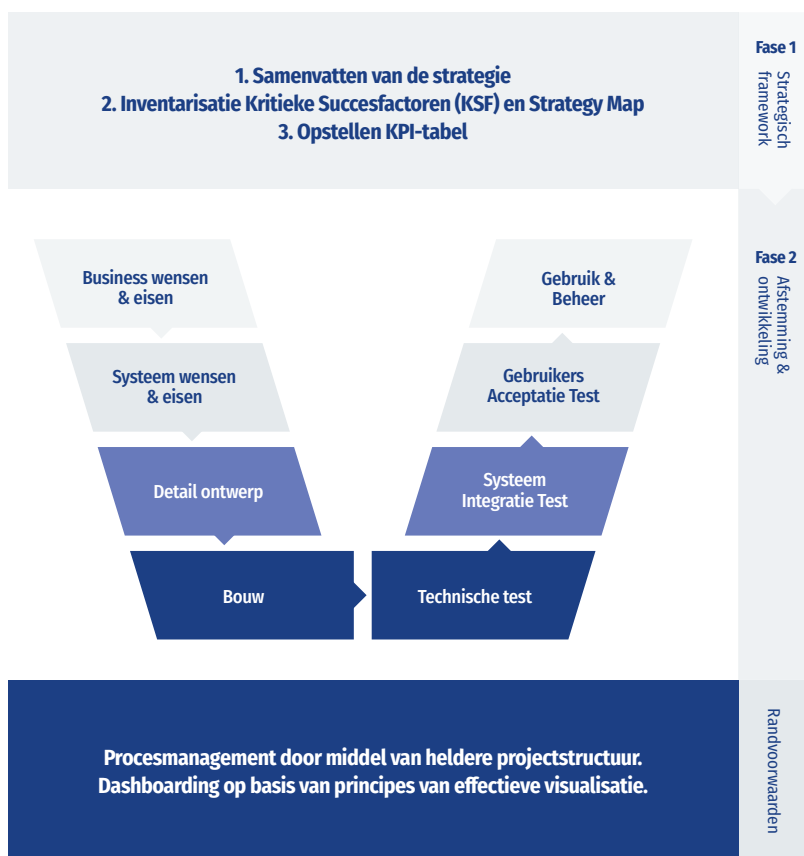 1. Samenvatten van de strategie
2. Inventarisatie Kritieke Succesfactoren (KSF) en Strategy Map
3. Opstellen KPI-tabel
Fase 1
Strategisch
framework
Business wensen
& eisen
Systeem wensen
& eisen
Detail ontwerp
Bouw
Technische test
Systeem
Integratie Test
Gebruikers
Acceptatie Test
Gebruik &
Beheer
Fase 2
Afstemming &
ontwikkeling
Procesmanagement door middel van heldere projectstructuur.
Dashboarding op basis van principes van effectieve visualisatie.
Randvoorwaarden